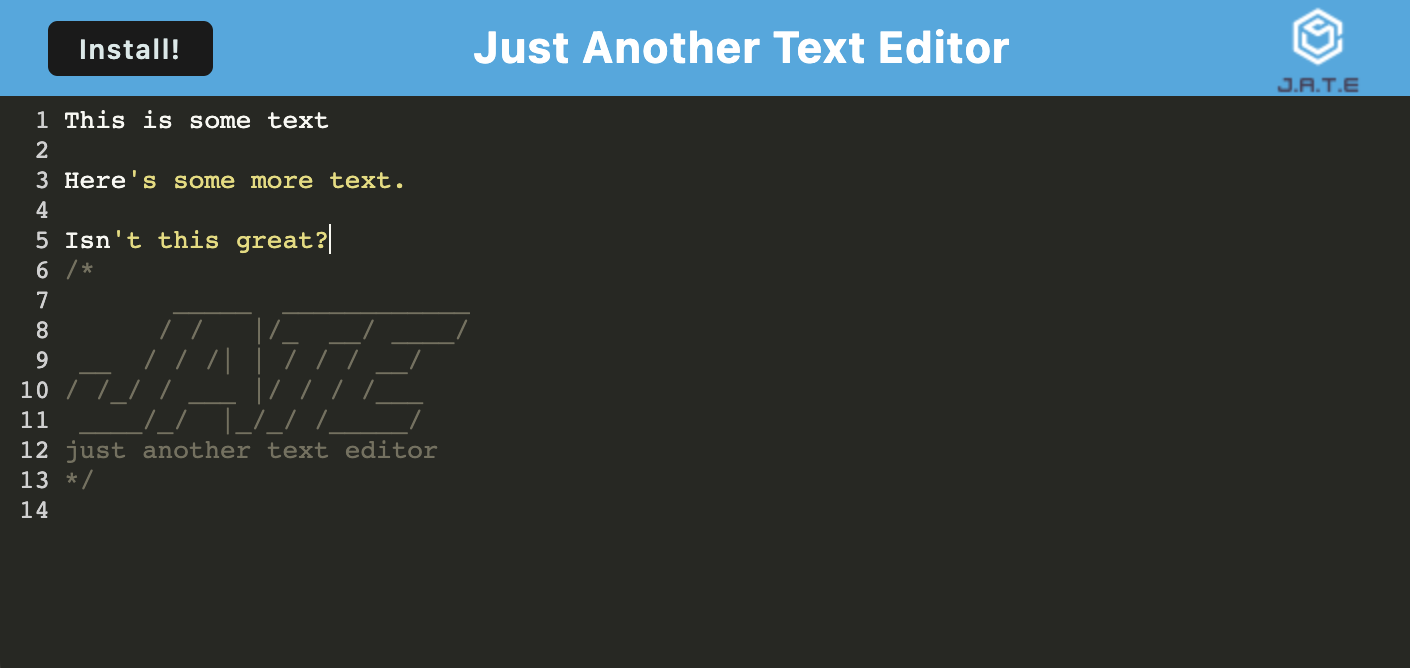 Install!
Just Another Text Editor
J.A.T.E
1 This is some text
2
3 Here's some more text.
4
5 Isn't this great?
6 /*
7        _____  ____________
8       / /   |/_  __/ ____/
9  __  / / /| | / / / __/
10 / /_/ / ___ |/ / / /___
11  ____/_/  |_/_/ /_____/
12 just another text editor
13 */
14